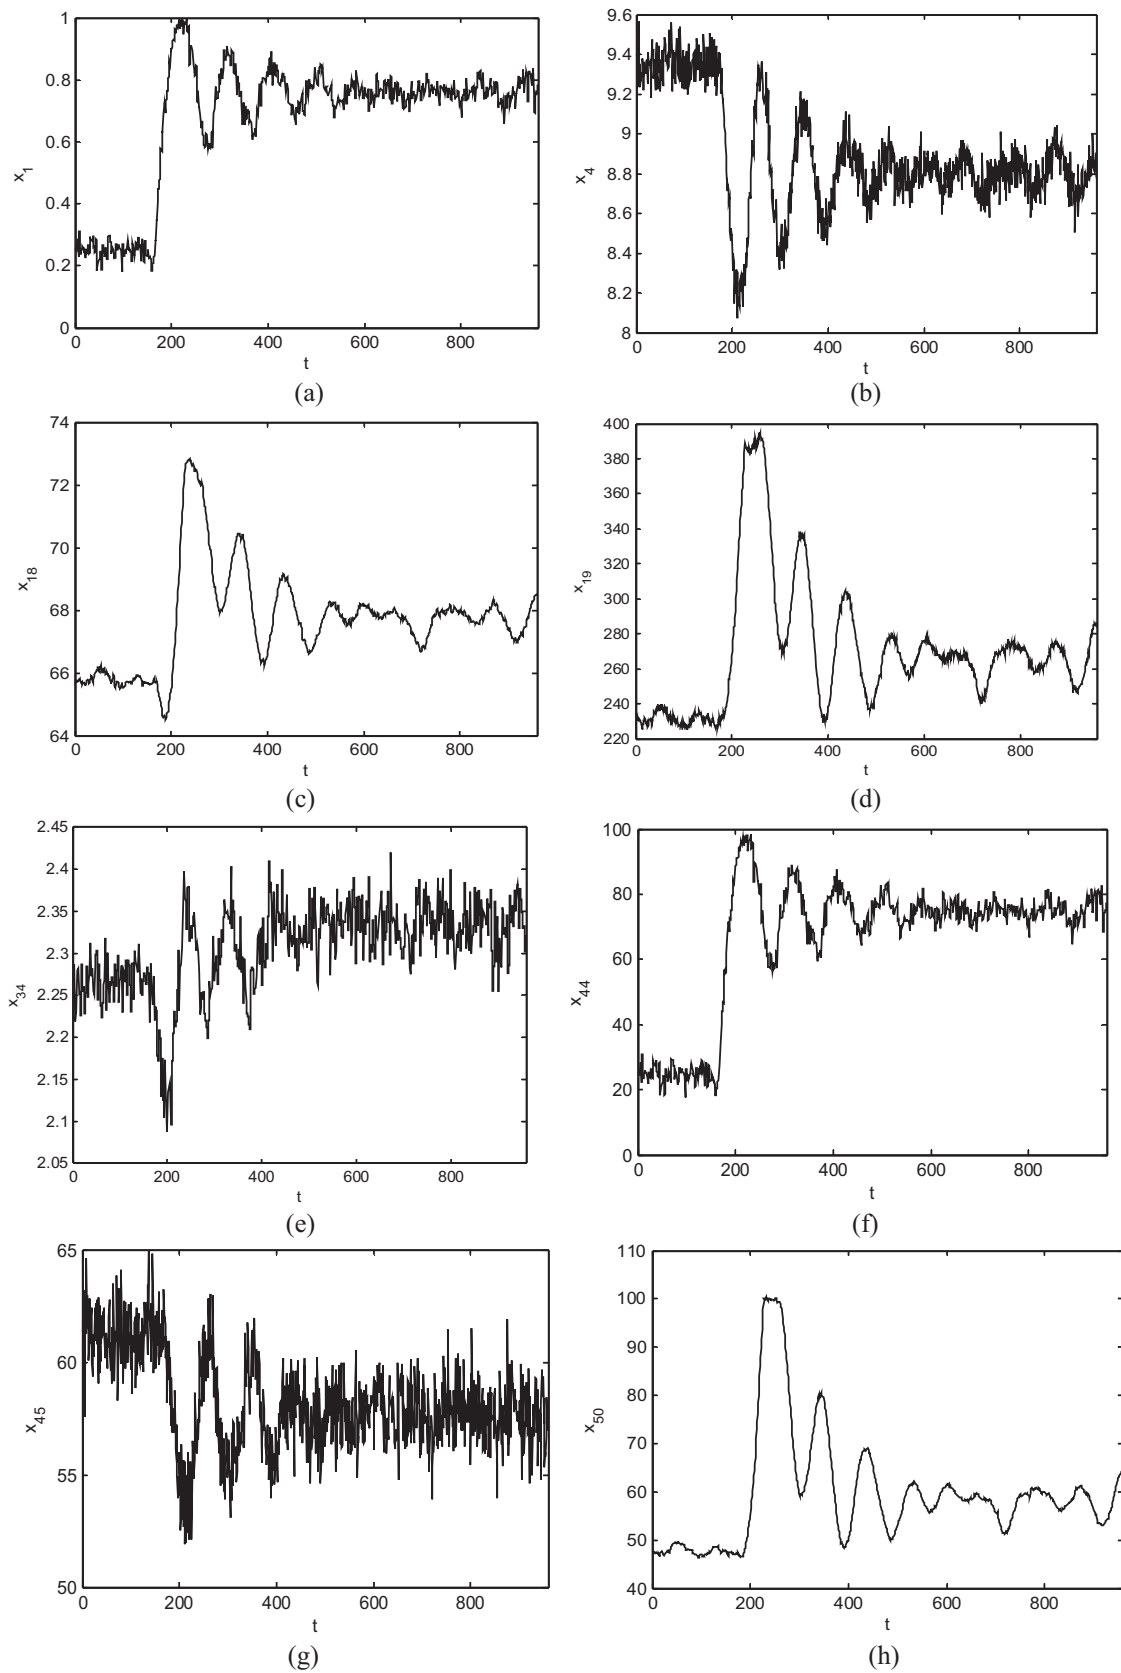 1
0.8
0.6
0.4
0.2
0
x1
0 200 400 600 800
t
(a)
9.6
9.4
9.2
9
8.8
8.6
8.4
8.2
8
x4
0 200 400 600 800
t
(b)
74
72
70
68
66
64
x18
0 200 400 600 800
t
(c)
400
380
360
340
320
300
280
260
240
220
x19
0 200 400 600 800
t
(d)
2.45
2.4
2.35
2.3
2.25
2.2
2.15
2.1
2.05
x34
0 200 400 600 800
t
(e)
100
80
60
40
20
0
x44
0 200 400 600 800
t
(f)
65
60
55
50
x45
0 200 400 600 800
t
(g)
110
100
90
80
70
60
50
40
x50
0 200 400 600 800
t
(h)